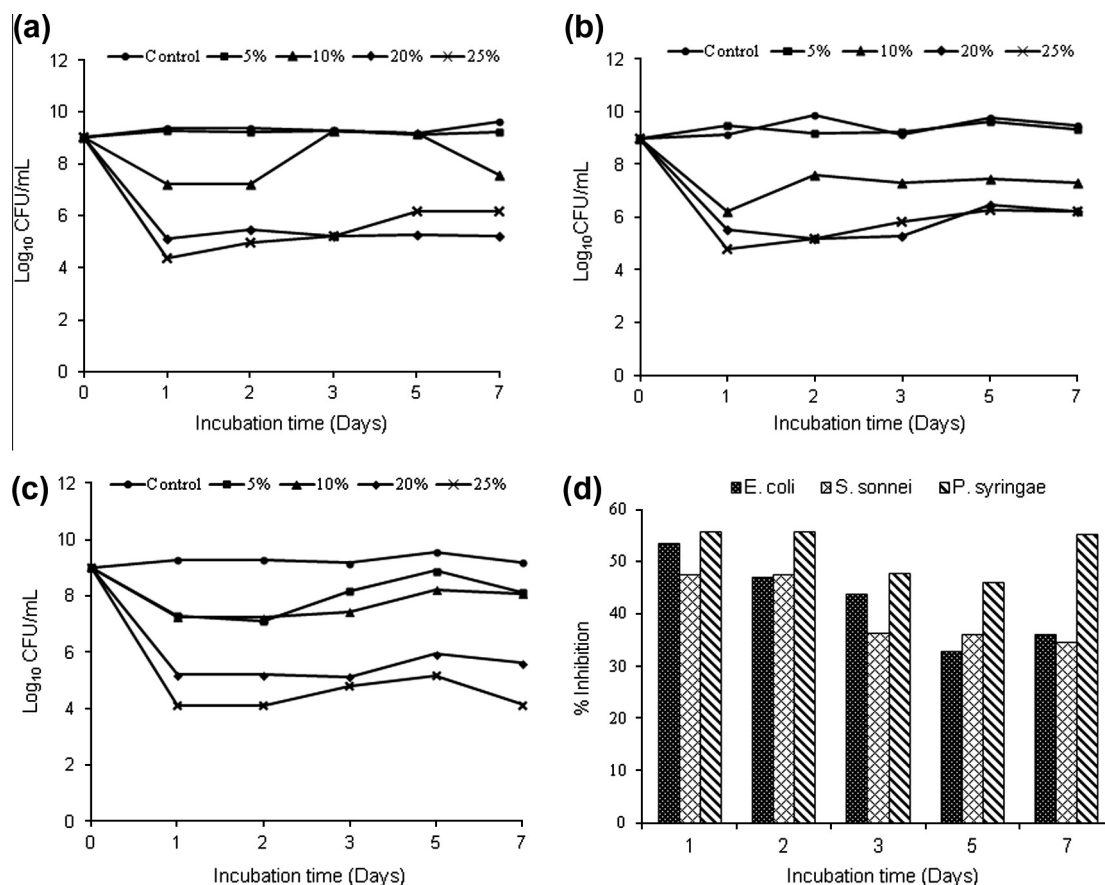 (a)
Control 5% 10% 20% 25%
12
10
8
6
4
2
0
Log10 CFU/mL
0 1 2 3 5 7
Incubation time (Days)
(b)
Control 5% 10% 20% 25%
12
10
8
6
4
2
0
Log10CFU/mL
0 1 2 3 5 7
Incubation time (Days)
(c)
Control 5% 10% 20% 25%
12
10
8
6
4
2
0
Log10 CFU/mL
0 1 2 3 5 7
Incubation time (Days)
(d)
E. coli S. sonnei P. syringae
60
50
40
30
20
10
0
% Inhibition
1 2 3 5 7
Incubation time (Days)